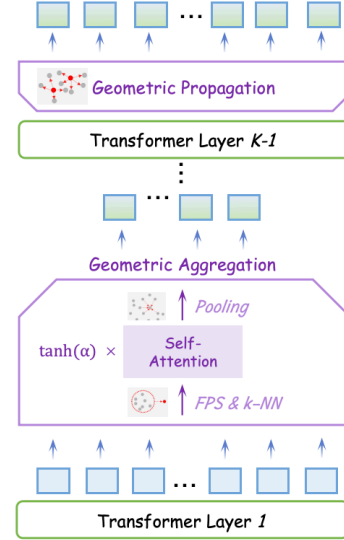 ...
Geometric Propagation
Transformer Layer K-1
...
Geometric Aggregation
Pooling
tanh(α) ×
Self-
Attention
FPS & k-NN
...
Transformer Layer 1